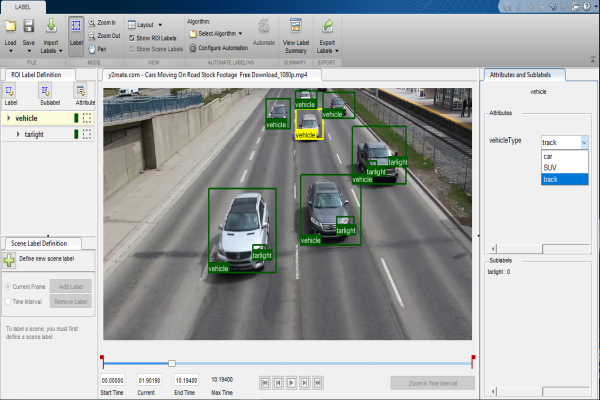 LABEL
Load
Save
Import
Labels
Label
Zoom In
Zoom Out
Pan
Layout
Show ROI Labels
Show Scene Labels
Algorithm:
Select Algorithm
Configure Automation
Automate
View Label
Summary
Export
Labels
FILE
MODE
VIEW
AUTOMATE LABELING
SUMMARY
EXPORT
ROI Label Definition
Label
Sublabel
Attribute
vehicle
tarlight
Scene Label Definition
Define new scene label
Current Frame
Add Label
Time Interval
Remove Label
To label a scene, you must first
define a scene label.
y2mate.com - Cars Moving On Road Stock Footage Free Download_1080p.mp4
vehicle
vehicle
vehicle
vehicle
tarlight
tarlight
vehicle
tarlight
vehicle
tarlight
vehicle
00.00000
01.90190
10.19400
10.19400
Start Time
Current
End Time
Max Time
Zoom in Time Interval
Attributes and Sublabels
vehicle
Attributes
vehicleType
track
car
SUV
track
Sublabels
tarlight : 0